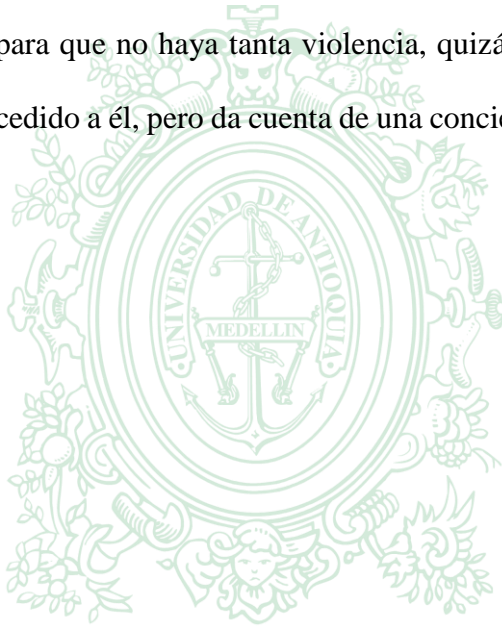 para que no haya tanta violencia, quizá
cedido a él, pero da cuenta de una concie
UNIVERSIDAD DE ANTIOQUIA
MEDELLIN